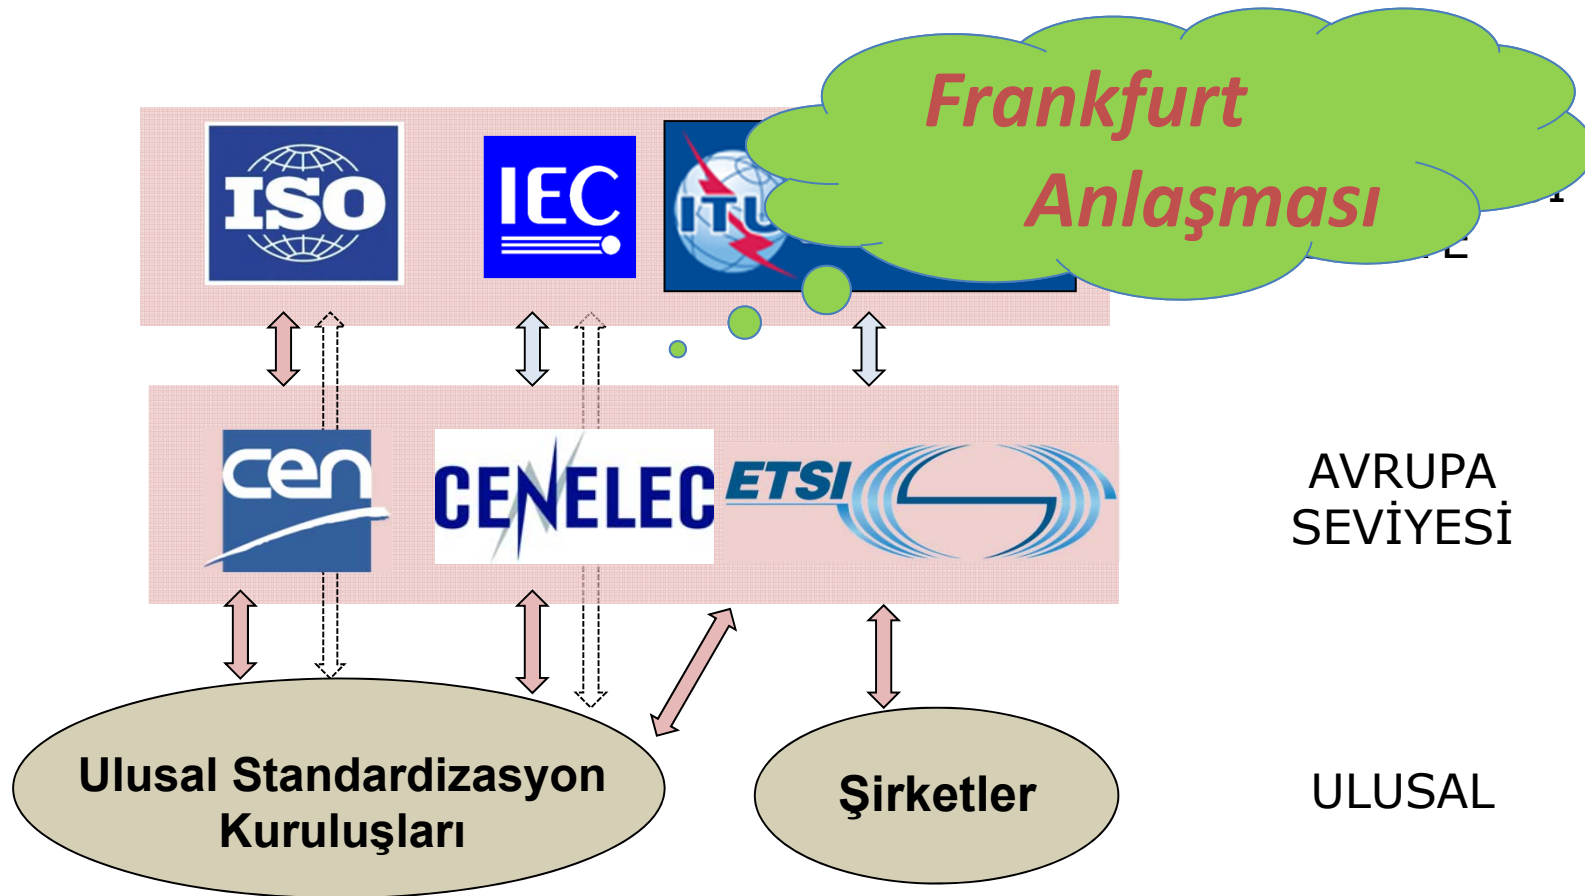 Frankfurt
Anlaşması
ISO
IEC
ITU
cen
CENELEC
ETSI
AVRUPA
SEVİYESİ
Ulusal Standardizasyon
Kuruluşları
Şirketler
ULUSAL